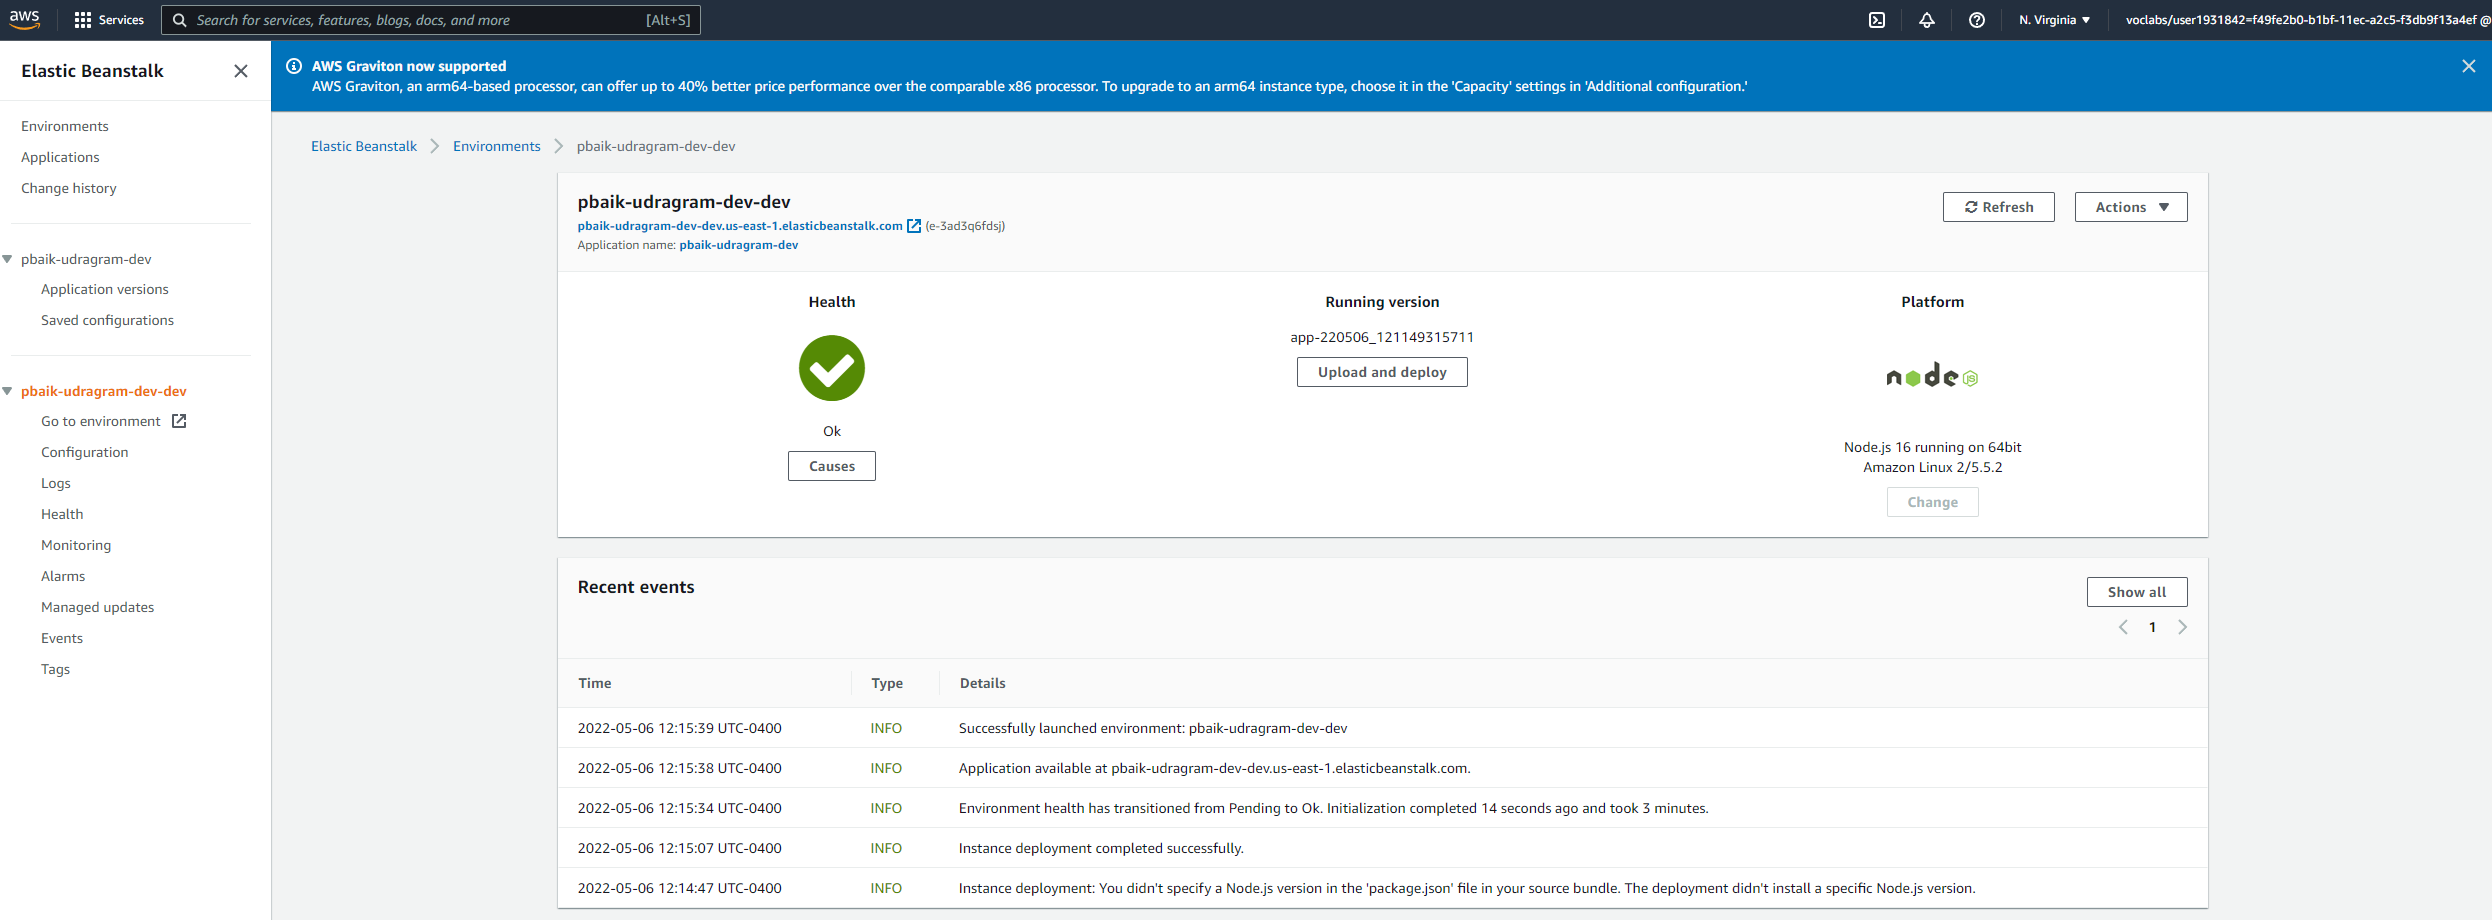 aws
Services
Search for services, features, blogs, docs, and more
[Alt+S]
N. Virginia
voclabs/user1931842=f49fe2b0-b1bf-11ec-a2c5-f3db9f13a4ef @
Elastic Beanstalk
Environments
Applications
Change history
pbaik-udragram-dev
Application versions
Saved configurations
pbaik-udragram-dev-dev
Go to environment
Configuration
Logs
Health
Monitoring
Alarms
Managed updates
Events
Tags
AWS Graviton now supported
AWS Graviton, an arm64-based processor, can offer up to 40% better price performance over the comparable x86 processor. To upgrade to an arm64 instance type, choose it in the 'Capacity' settings in 'Additional configuration.'
Elastic Beanstalk
Environments
pbaik-udragram-dev-dev
pbaik-udragram-dev-dev
pbaik-udragram-dev-dev.us-east-1.elasticbeanstalk.com (e-3ad3q6fdsj)
Application name: pbaik-udragram-dev
Refresh
Actions
Health
Ok
Causes
Running version
app-220506_121149315711
Upload and deploy
Platform
node JS
Node.js 16 running on 64bit
Amazon Linux 2/5.5.2
Change
Recent events
Show all
1
Time Type Details
2022-05-06 12:15:39 UTC-0400 INFO Successfully launched environment: pbaik-udragram-dev-dev
2022-05-06 12:15:38 UTC-0400 INFO Application available at pbaik-udragram-dev-dev.us-east-1.elasticbeanstalk.com.
2022-05-06 12:15:34 UTC-0400 INFO Environment health has transitioned from Pending to Ok. Initialization completed 14 seconds ago and took 3 minutes.
2022-05-06 12:15:07 UTC-0400 INFO Instance deployment completed successfully.
2022-05-06 12:14:47 UTC-0400 INFO Instance deployment: You didn't specify a Node.js version in the 'package.json' file in your source bundle. The deployment didn't install a specific Node.js version.